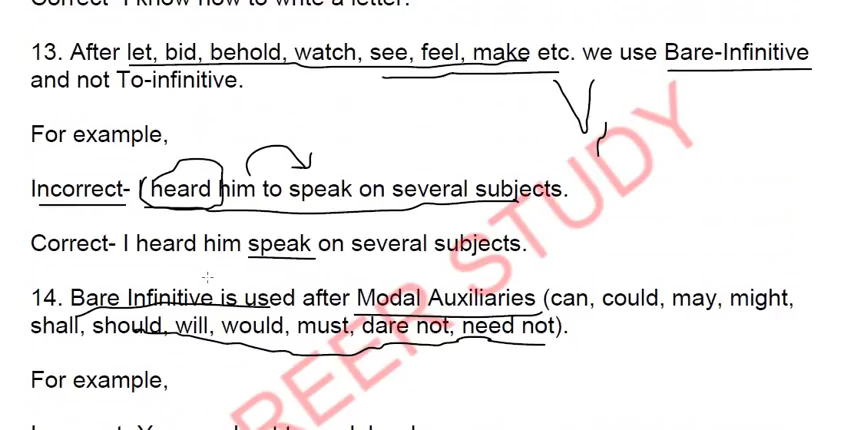 Correct- I know how to write a letter.
13. After let, bid, behold, watch, see, feel, make etc. we use Bare-Infinitive
and not To-infinitive.
For example,
Incorrect- I heard him to speak on several subjects.
Correct- I heard him speak on several subjects.
14. Bare Infinitive is used after Modal Auxiliaries (can, could, may, might,
shall, should, will, would, must, dare not, need not).
For example,
REER STUDY